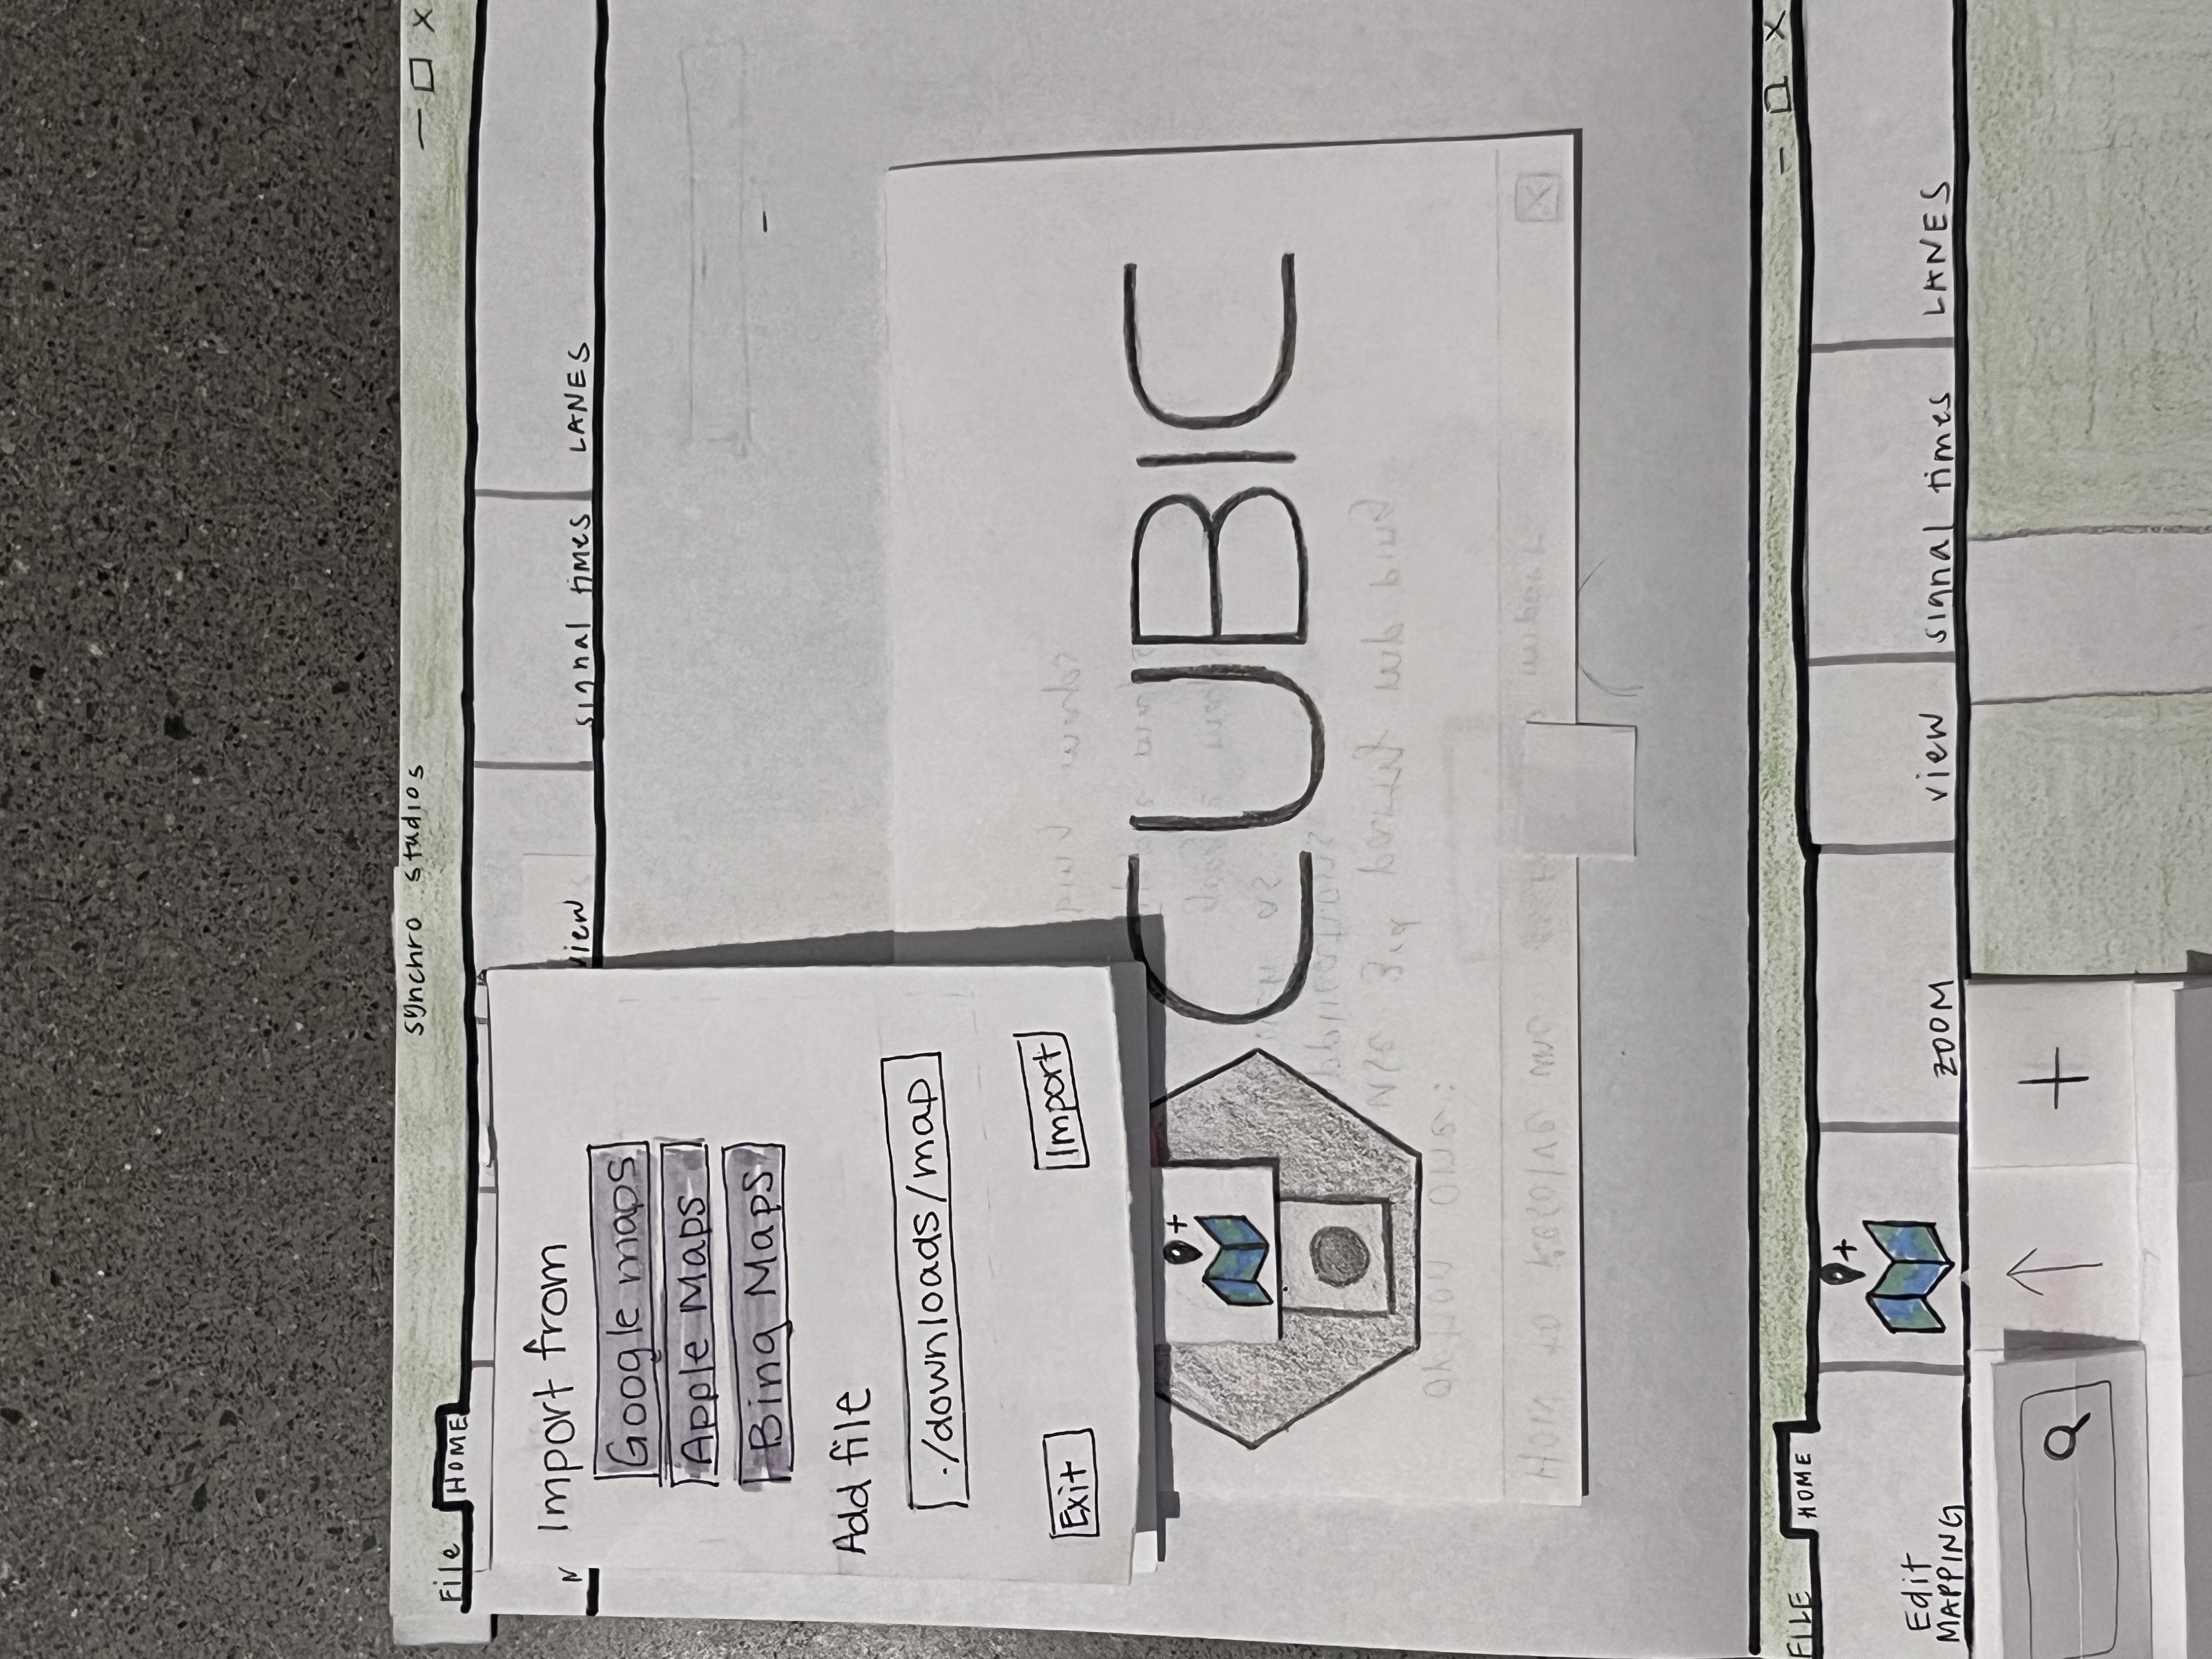 synchro studios
File HOME
view signal times LANES
Import from
Google maps
Apple Maps
Bing Maps
Add file
./downloads/map
Exit Import
CUBIC
FILE HOME
Edit
MAPPING ZOOM view signal times LANES